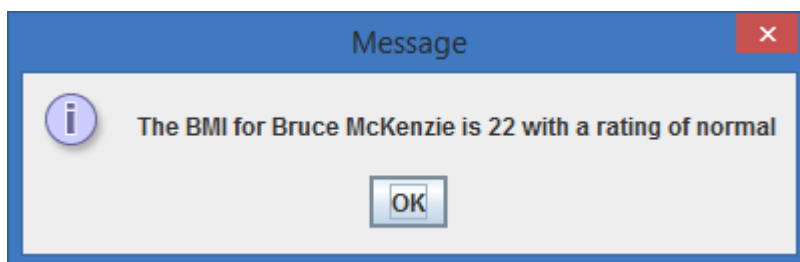 Message
The BMI for Bruce McKenzie is 22 with a rating of normal
OK